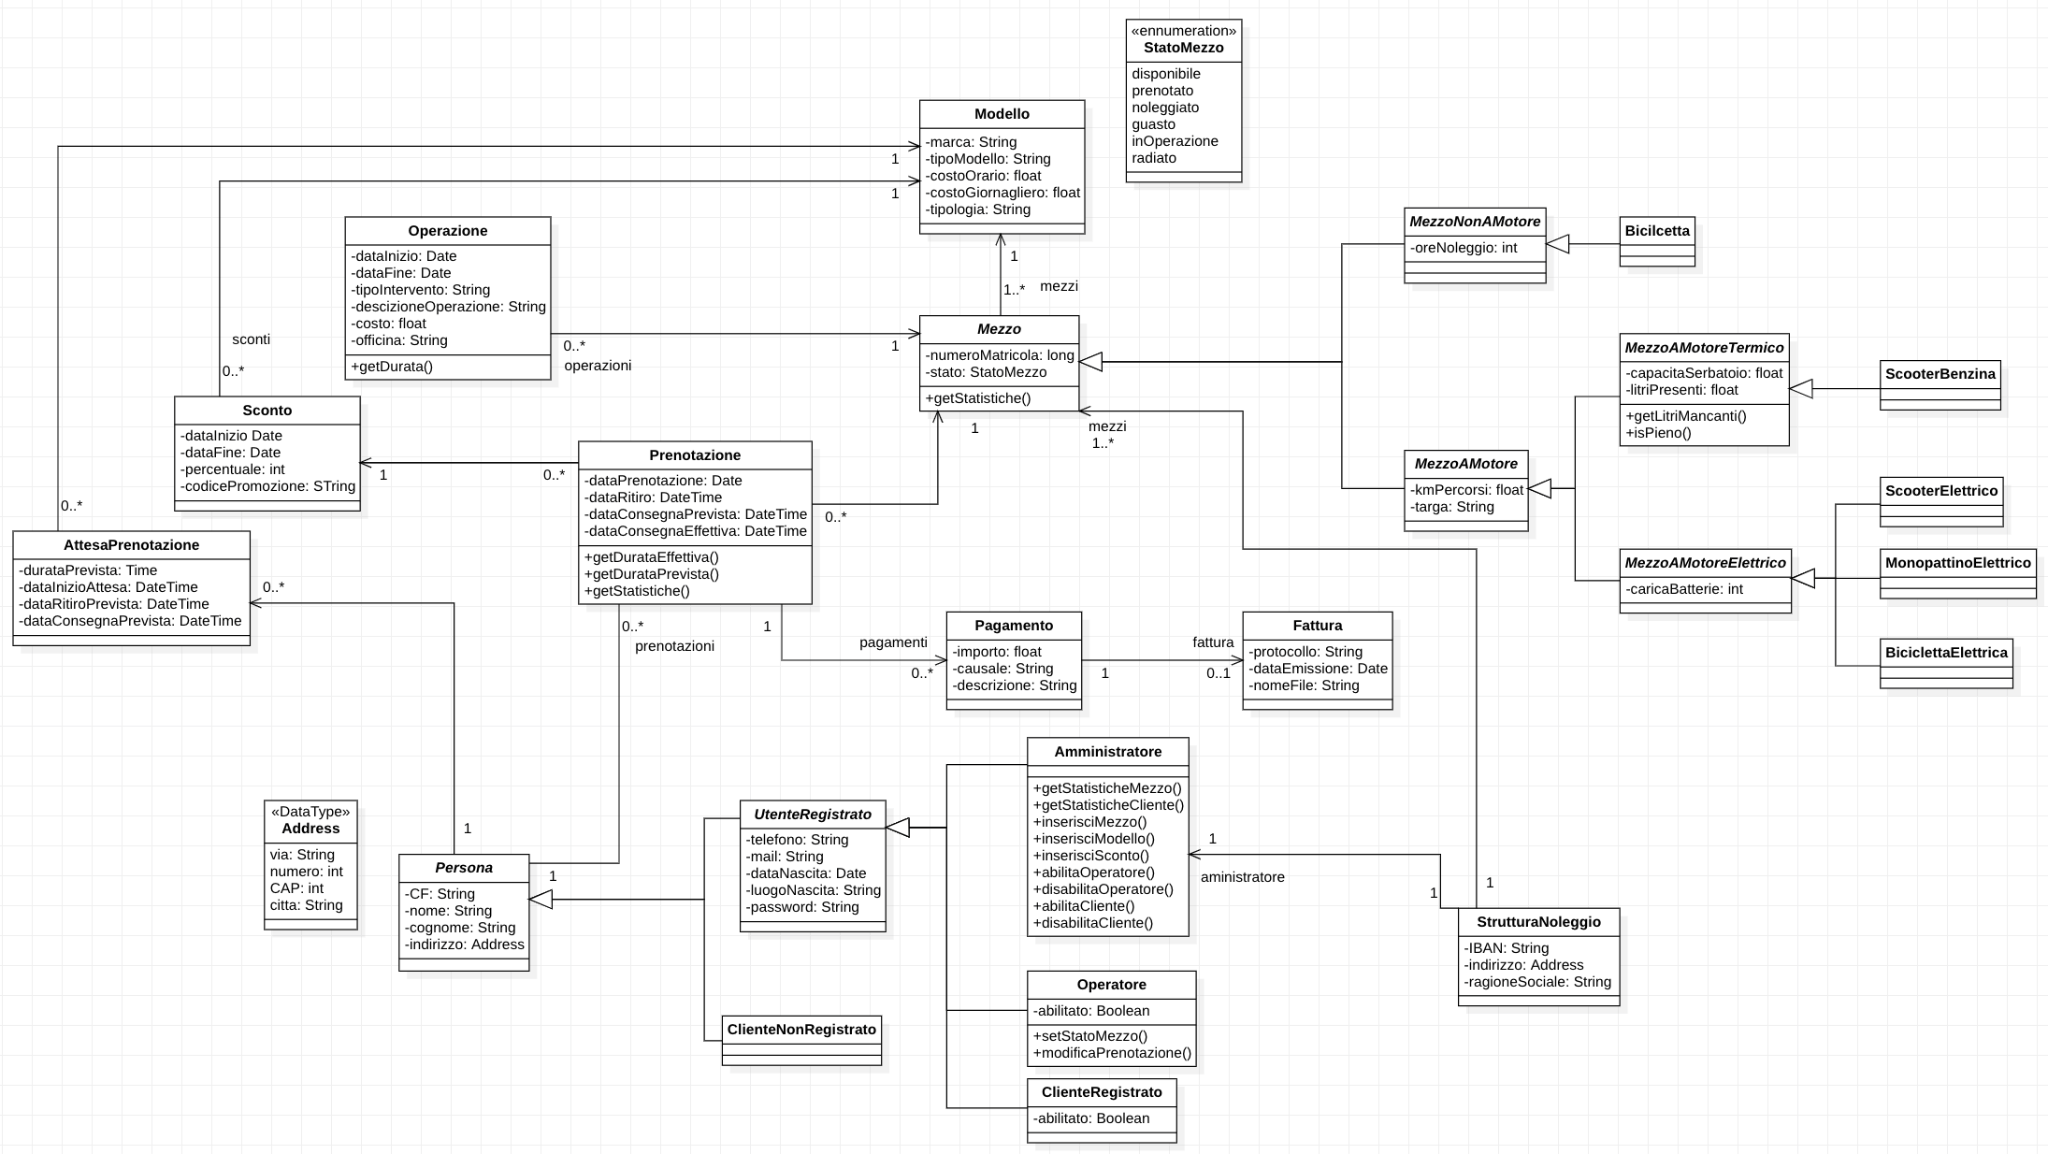 «ennumeration»
StatoMezzo
disponibile
prenotato
noleggiato
guasto
inOperazione
radiato
Modello
-marca: String
-tipoModello: String
-costoOrario: float
-costoGiornagliero: float
-tipologia: String
1
1
1
1..*
mezzi
Operazione
-dataInizio: Date
-dataFine: Date
-tipoIntervento: String
-descizioneOperazione: String
-costo: float
-officina: String
+getDurata()
0..*
operazioni
1
Mezzo
-numeroMatricola: long
-stato: StatoMezzo
+getStatistiche()
1
mezzi
1..*
MezzoNonAMotore
-oreNoleggio: int
Bicilcetta
MezzoAMotoreTermico
-capacitaSerbatoio: float
-litriPresenti: float
+getLitriMancanti()
+isPieno()
ScooterBenzina
MezzoAMotore
-kmPercorsi: float
-targa: String
ScooterElettrico
MezzoAMotoreElettrico
-caricaBatterie: int
MonopattinoElettrico
BiciclettaElettrica
sconti
0..*
Sconto
-dataInizio Date
-dataFine: Date
-percentuale: int
-codicePromozione: STring
1
0..*
Prenotazione
-dataPrenotazione: Date
-dataRitiro: DateTime
-dataConsegnaPrevista: DateTime
-dataConsegnaEffettiva: DateTime
+getDurataEffettiva()
+getDurataPrevista()
+getStatistiche()
0..*
0..*
AttesaPrenotazione
-durataPrevista: Time
-dataInizioAttesa: DateTime
-dataRitiroPrevista: DateTime
-dataConsegnaPrevista: DateTime
0..*
0..*
prenotazioni
1
pagamenti
0..*
Pagamento
-importo: float
-causale: String
-descrizione: String
1
fattura
0..1
Fattura
-protocollo: String
-dataEmissione: Date
-nomeFile: String
«DataType»
Address
via: String
numero: int
CAP: int
citta: String
1
Persona
-CF: String
-nome: String
-cognome: String
-indirizzo: Address
1
UtenteRegistrato
-telefono: String
-mail: String
-dataNascita: Date
-luogoNascita: String
-password: String
ClienteNonRegistrato
Amministratore
+getStatisticheMezzo()
+getStatisticheCliente()
+inserisciMezzo()
+inserisciModello()
+inserisciSconto()
+abilitaOperatore()
+disabilitaOperatore()
+abilitaCliente()
+disabilitaCliente()
1
aministratore
1
1
StrutturaNoleggio
-IBAN: String
-indirizzo: Address
-ragioneSociale: String
Operatore
-abilitato: Boolean
+setStatoMezzo()
+modificaPrenotazione()
ClienteRegistrato
-abilitato: Boolean